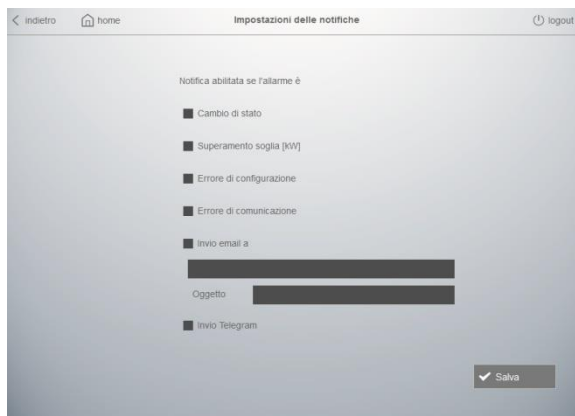 indietro home Impostazioni delle notifiche logout
Notifica abilitata se l'allarme è
Cambio di stato
Superamento soglia [kW]
Errore di configurazione
Errore di comunicazione
Invio email a
Oggetto
Invio Telegram
Salva